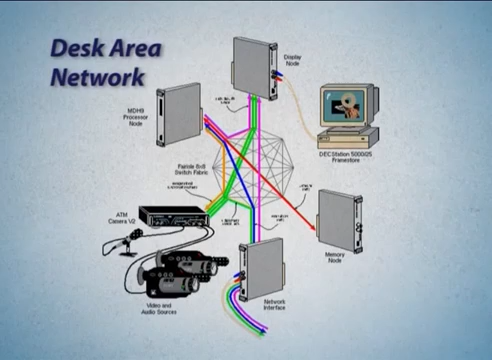 Desk Area
Network
Display
Node
MDHB
Processor
Node
DECStation 5000/25
Framestore
Fairisle 8x8
Switch Fabric
ATM
Camera V2
Memory
Node
Network
Interface
Video and
Audio Sources